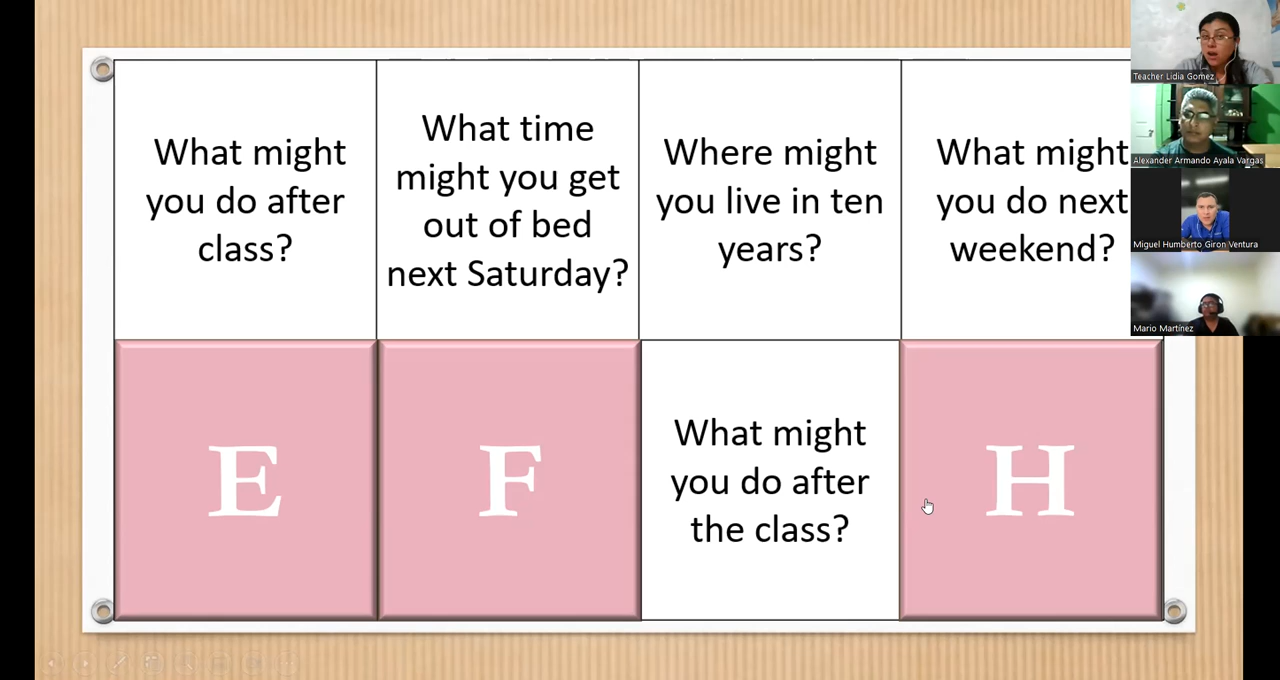 What might
you do after
class?
What time
might you get
out of bed
next Saturday?
Where might
you live in ten
years?
What might
you do next
weekend?
E
F
What might
you do after
the class?
H
Teacher Lidia Gomez
Alexander Armando Ayala Vargas
Miguel Humberto Giron Ventura
Mario Martínez